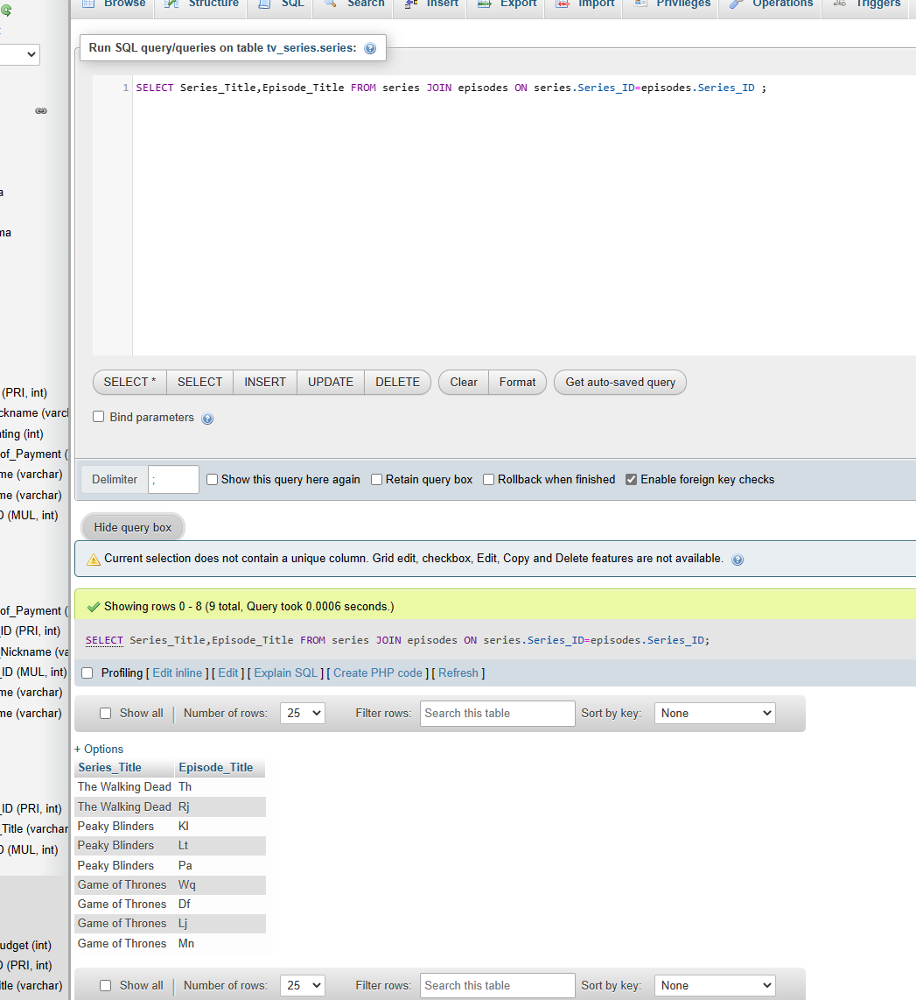 Browse Structure SQL Search Insert Export Import Privileges Operations Triggers
Run SQL query/queries on table tv_series.series:
1 SELECT Series_Title,Episode_Title FROM series JOIN episodes ON series.Series_ID=episodes.Series_ID ;
a
ma
(PRI, int)
ckname (varch
ating (int)
of_Payment (
me (varchar)
me (varchar)
D (MUL, int)
SELECT * SELECT INSERT UPDATE DELETE Clear Format Get auto-saved query
Bind parameters
Delimiter ; Show this query here again Retain query box Rollback when finished Enable foreign key checks
Hide query box
Current selection does not contain a unique column. Grid edit, checkbox, Edit, Copy and Delete features are not available.
Showing rows 0 - 8 (9 total, Query took 0.0006 seconds.)
SELECT Series_Title,Episode_Title FROM series JOIN episodes ON series.Series_ID=episodes.Series_ID;
Profiling [ Edit inline ] [ Edit ] [ Explain SQL ] [ Create PHP code ] [ Refresh ]
of_Payment (
_ID (PRI, int)
_Nickname (va
_ID (MUL, int)
me (varchar)
me (varchar)
Show all Number of rows: 25 Filter rows: Search this table Sort by key: None
+ Options
Series_Title Episode_Title
The Walking Dead Th
The Walking Dead Rj
Peaky Blinders Kl
Peaky Blinders Lt
Peaky Blinders Pa
Game of Thrones Wq
Game of Thrones Df
Game of Thrones Lj
Game of Thrones Mn
_ID (PRI, int)
_Title (varchar
D (MUL, int)
udget (int)
D (PRI, int)
itle (varchar)
Show all Number of rows: 25 Filter rows: Search this table Sort by key: None